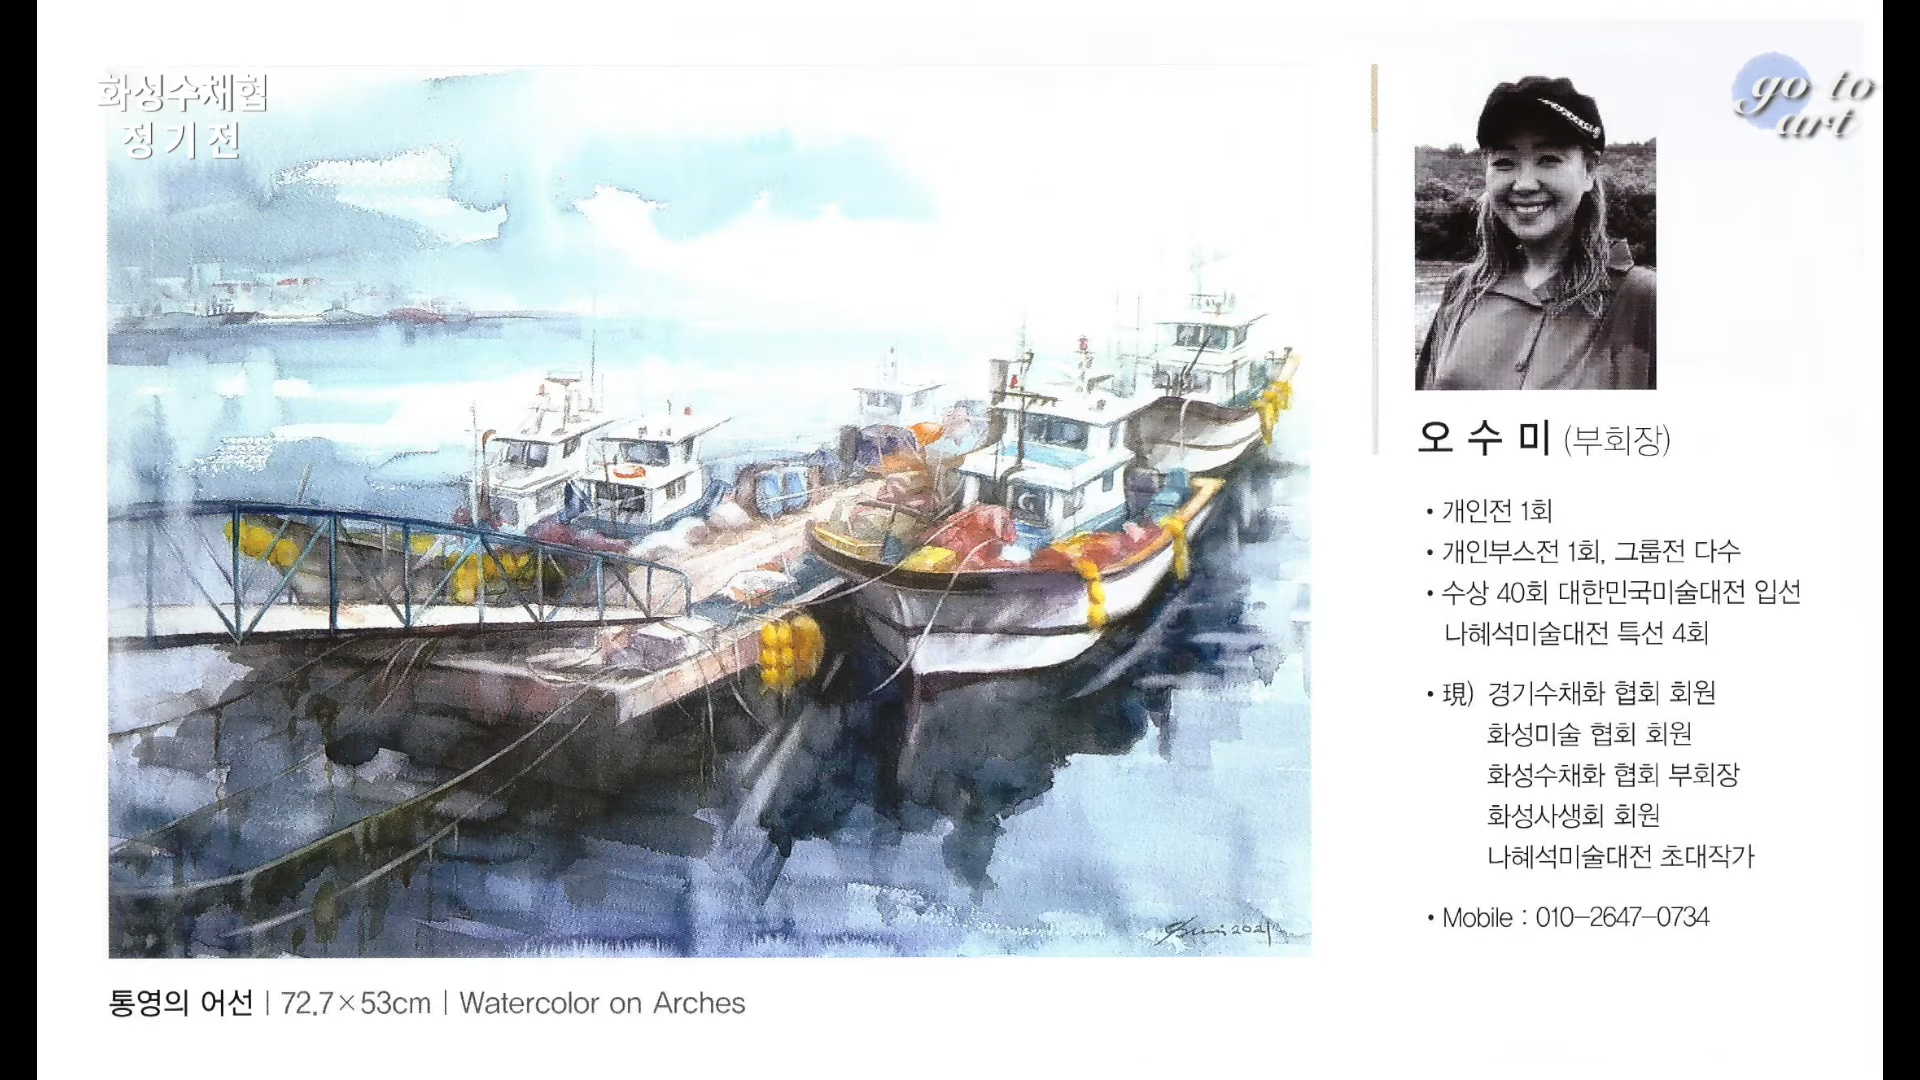 화성수채협
정기전
go to
art
오수미 (부회장)
• 개인전 1회
• 개인부스전 1회, 그룹전 다수
• 수상 40회 대한민국미술대전 입선
나혜석미술대전 특선 4회
• 現) 경기수채화 협회 회원
화성미술 협회 회원
화성수채화 협회 부회장
화성사생회 회원
나혜석미술대전 초대작가
• Mobile : 010-2647-0734
통영의 어선 | 72.7×53cm | Watercolor on Arches